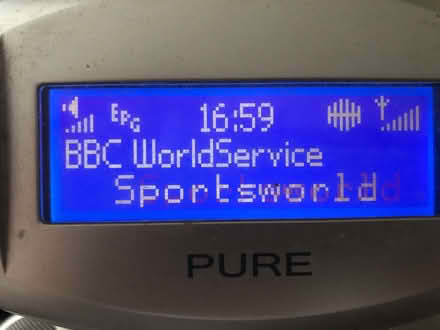 EPG 16:59
BBC WorldService
Sportsworld
PURE